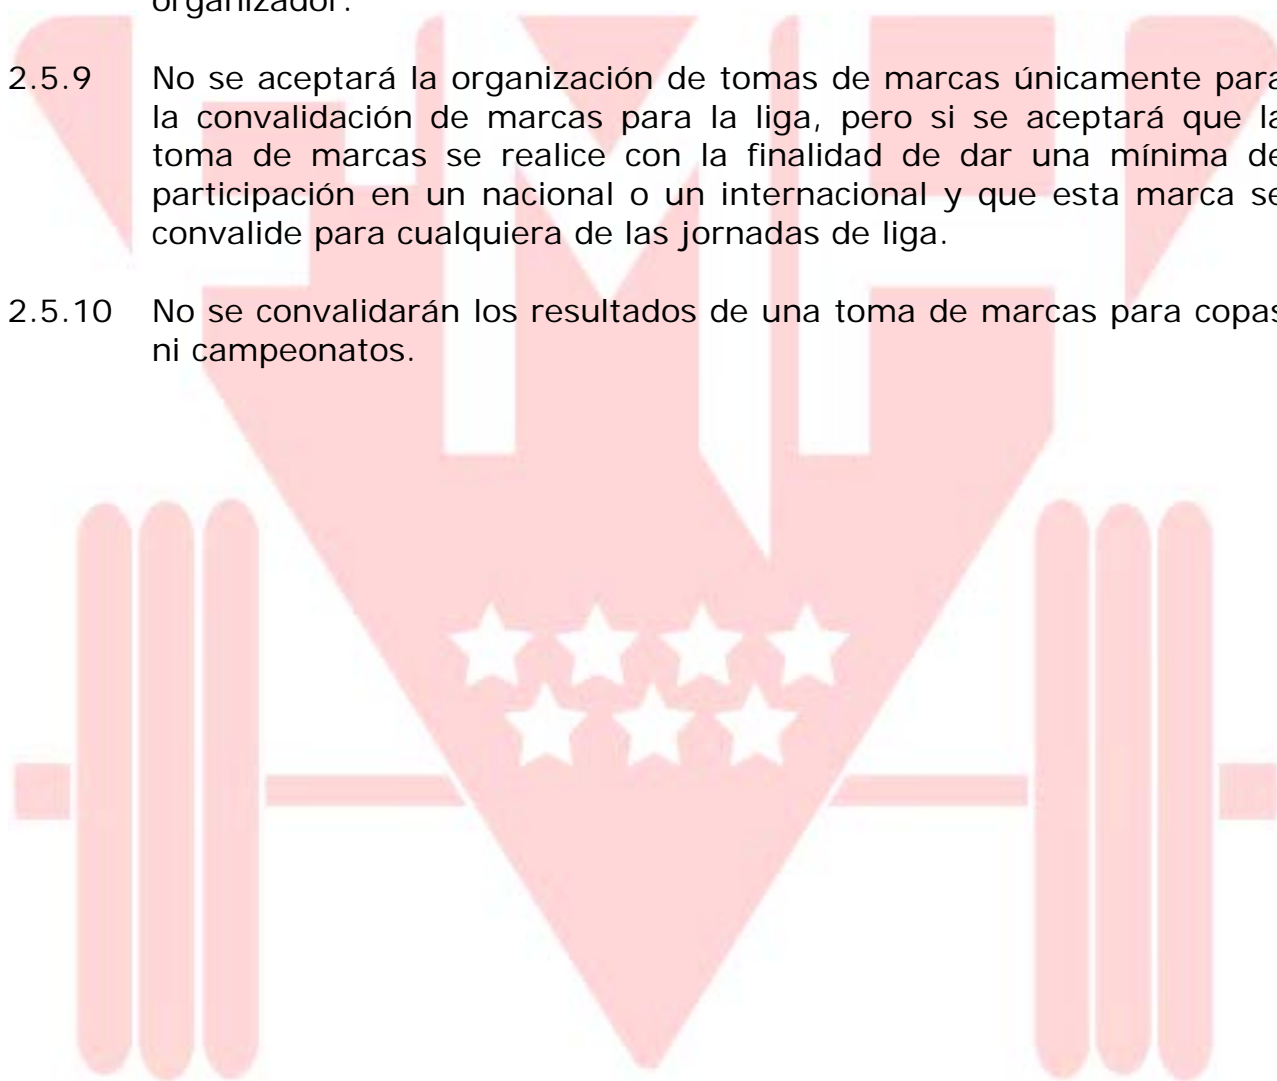 organizador.
2.5.9 No se aceptará la organización de tomas de marcas únicamente para
la convalidación de marcas para la liga, pero si se aceptará que la
toma de marcas se realice con la finalidad de dar una mínima de
participación en un nacional o un internacional y que esta marca se
convalide para cualquiera de las jornadas de liga.
2.5.10 No se convalidarán los resultados de una toma de marcas para copas
ni campeonatos.